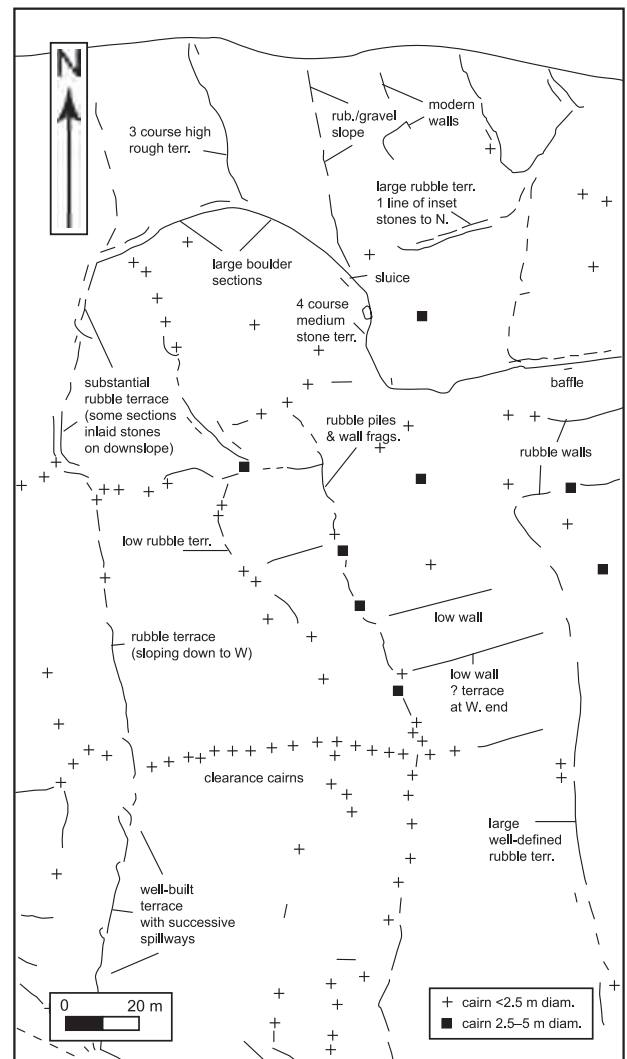 N
3 course high
rough terr.
rub./gravel
slope
modern
walls
large rubble terr.
1 line of inset
stones to N.
large boulder
sections
sluice
4 course
medium
stone terr.
baffle
substantial
rubble terrace
(some sections
inlaid stones
on downslope)
rubble piles
& wall frags.
rubble walls
low rubble terr.
low wall
rubble terrace
(sloping down to W)
low wall
? terrace
at W. end
clearance cairns
large
well-defined
rubble terr.
well-built
terrace
with successive
spillways
0 20 m
cairn <2.5 m diam.
cairn 2.5–5 m diam.